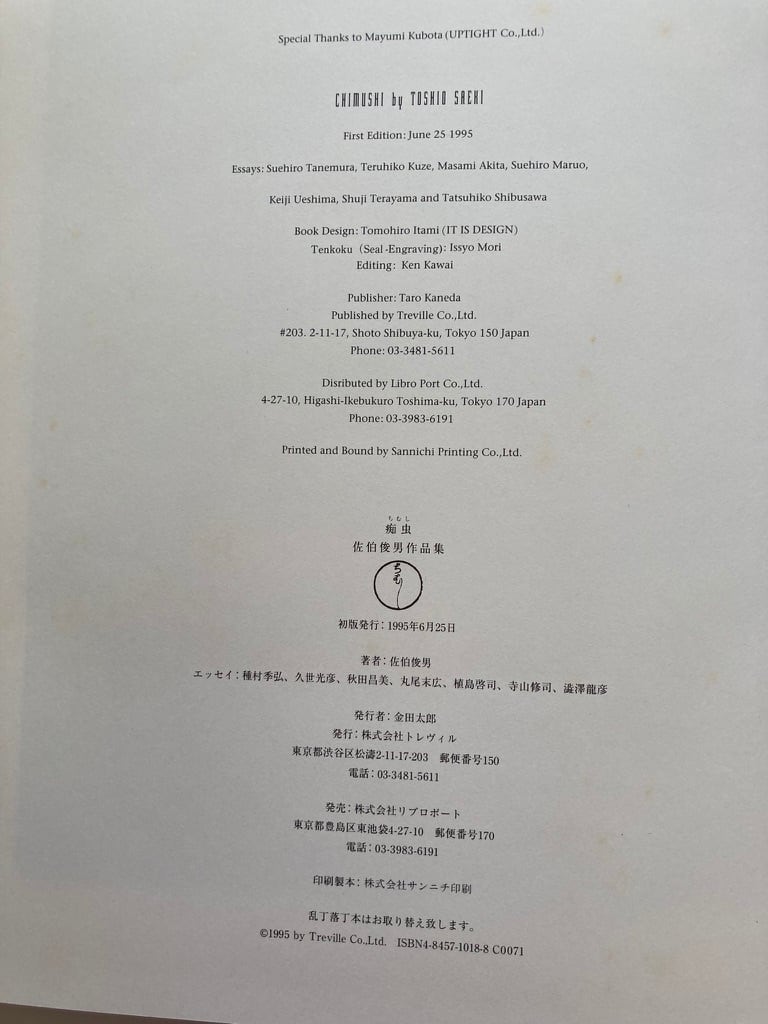 Special Thanks to Mayumi Kubota (UPTIGHT Co.,Ltd.)
CHIMUSHI by TOSHIO SAEKI
First Edition: June 25 1995
Essays: Suehiro Tanemura, Teruhiko Kuze, Masami Akita, Suehiro Maruo,
Keiji Ueshima, Shuji Terayama and Tatsuhiko Shibusawa
Book Design: Tomohiro Itami (IT IS DESIGN)
Tenkoku (Seal-Engraving): Issyo Mori
Editing: Ken Kawai
Publisher: Taro Kaneda
Published by Treville Co.,Ltd.
#203. 2-11-17, Shoto Shibuya-ku, Tokyo 150 Japan
Phone: 03-3481-5611
Disributed by Libro Port Co.,Ltd.
4-27-10, Higashi-Ikebukuro Toshima-ku, Tokyo 170 Japan
Phone: 03-3983-6191
Printed and Bound by Sannichi Printing Co.,Ltd.
ちむし
痴虫
佐伯俊男作品集
ちむし
初版発行：1995年6月25日
著者：佐伯俊男
エッセイ：種村季弘、久世光彦、秋田昌美、丸尾末広、植島啓司、寺山修司、澁澤龍彦
発行者：金田太郎
発行：株式会社トレヴィル
東京都渋谷区松濤2-11-17-203　郵便番号150
電話：03-3481-5611
発売：株式会社リブロポート
東京都豊島区東池袋4-27-10　郵便番号170
電話：03-3983-6191
印刷製本：株式会社サンニチ印刷
乱丁落丁本はお取り替え致します。
©1995 by Treville Co.,Ltd.　ISBN4-8457-1018-8 C0071